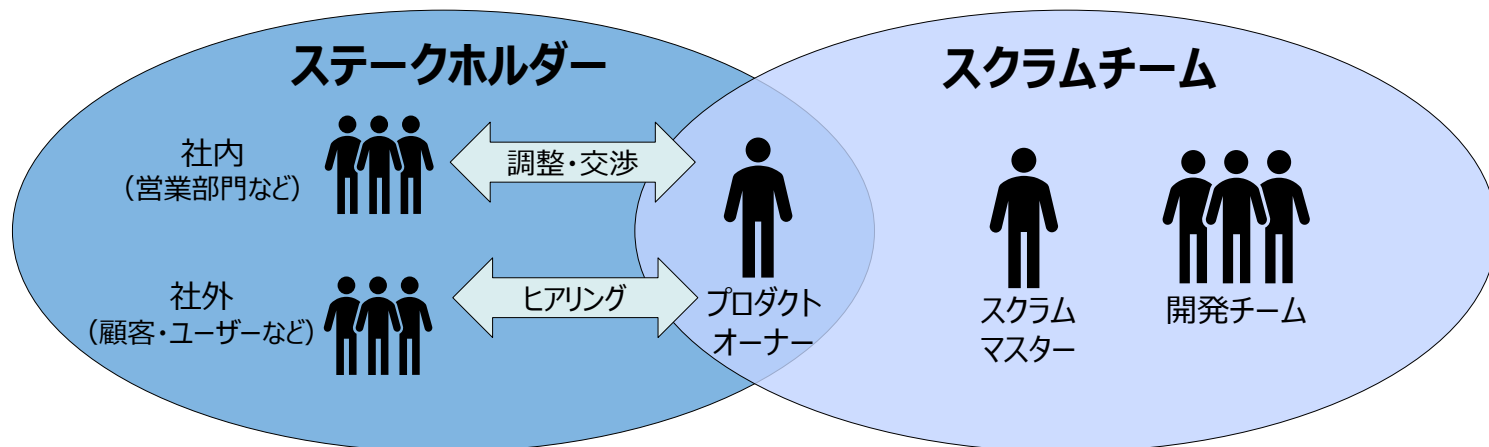 ステークホルダー
スクラムチーム
社内
（営業部門など）
調整・交渉
社外
（顧客・ユーザーなど）
ヒアリング
プロダクト
オーナー
スクラム
マスター
開発チーム